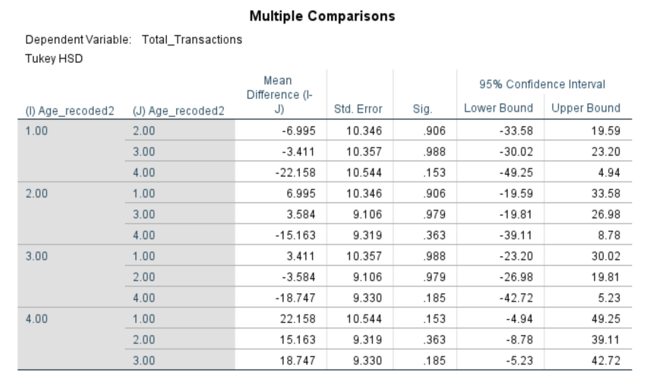 Multiple Comparisons
Dependent Variable: Total_Transactions
Tukey HSD
(I) Age_recoded2 (J) Age_recoded2 Mean Difference (I-J) Std. Error Sig. 95% Confidence Interval
Lower Bound Upper Bound
1.00 2.00 -6.995 10.346 .906 -33.58 19.59
3.00 -3.411 10.357 .988 -30.02 23.20
4.00 -22.158 10.544 .153 -49.25 4.94
2.00 1.00 6.995 10.346 .906 -19.59 33.58
3.00 3.584 9.106 .979 -19.81 26.98
4.00 -15.163 9.319 .363 -39.11 8.78
3.00 1.00 3.411 10.357 .988 -23.20 30.02
2.00 -3.584 9.106 .979 -26.98 19.81
4.00 -18.747 9.330 .185 -42.72 5.23
4.00 1.00 22.158 10.544 .153 -4.94 49.25
2.00 15.163 9.319 .363 -8.78 39.11
3.00 18.747 9.330 .185 -5.23 42.72